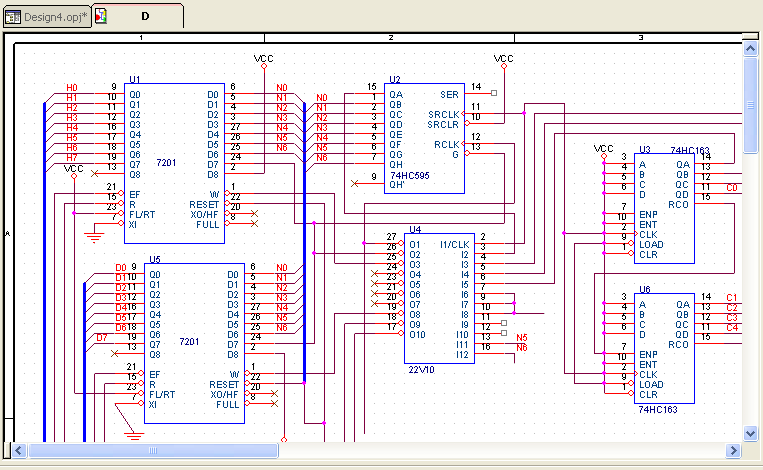 Design4.opj*
D
1 2 3
A
VCC VCC
U1
H0 9 Q0 D0 6 N0
H1 10 Q1 D1 5 N1
H2 11 Q2 D2 4 N2
H3 12 Q3 D3 3 N3
H4 16 Q4 D4 27 N4
H5 17 Q5 D5 26 N5
H6 18 Q6 D6 25 N6
H7 19 Q7 D7 24
VCC 13 Q8 D8 2
7201
21 EF W 1
15 R RESET 22
23 FL/RT XO/HF 20
7 XI FULL 8
U2
15 QA SER 14
N0 1 QB
N1 2 QC SRCLK 11
N2 3 QD SRCLR 10
N3 4 QE
N4 5 QF RCLK 12
N5 6 QG G 13
N6 7 QH
74HC595
9 QH'
U3
74HC163
VCC
3 A QA 14
4 B QB 13
5 C QC 12
6 D QD 11 C0
RCO 15
7 ENP
10 ENT
2 CLK
9 LOAD
1 CLR
U4
27 O1 I1/CLK 2
26 O2 I2 3
25 O3 I3 4
24 O4 I4 5
23 O5 I5 6
21 O6 I6 7
20 O7 I7 9
19 O8 I8 10
18 O9 I9 11
17 O10 I10 12
I11 13 N5
I12 16 N6
22V10
U5
D0 9 Q0 D0 6 N0
D1 10 Q1 D1 5 N1
D2 11 Q2 D2 4 N2
D3 12 Q3 D3 3 N3
D4 16 Q4 D4 27 N4
D5 17 Q5 D5 26 N5
D6 18 Q6 D6 25 N6
D7 19 Q7 D7 24
13 Q8 D8 2
7201
21 EF W 1
15 R RESET 22
23 FL/RT XO/HF 20
7 XI FULL 8
U6
3 A QA 14 C1
4 B QB 13 C2
5 C QC 12 C3
6 D QD 11 C4
RCO 15
7 ENP
10 ENT
2 CLK
9 LOAD
1 CLR
74HC163